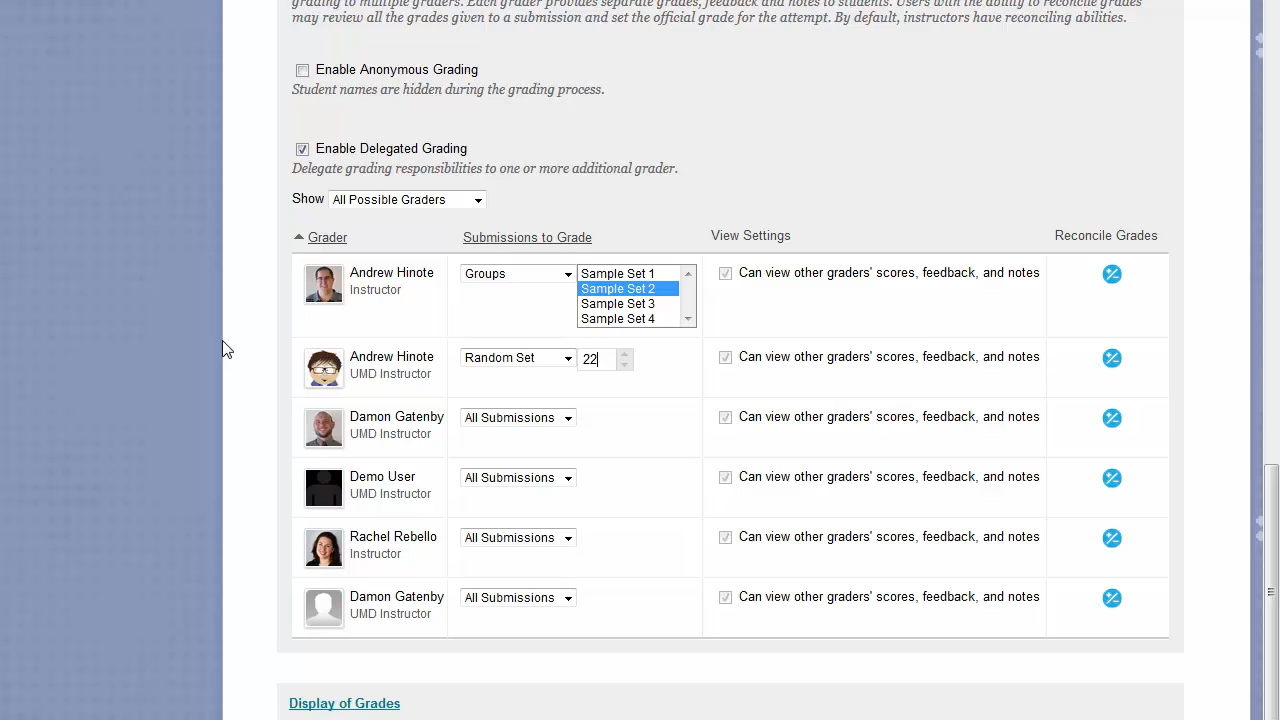 grading to multiple graders. Each grader provides separate grades, feedback and notes to students. Users with the ability to reconcile grades
may review all the grades given to a submission and set the official grade for the attempt. By default, instructors have reconciling abilities.
Enable Anonymous Grading
Student names are hidden during the grading process.
Enable Delegated Grading
Delegate grading responsibilities to one or more additional grader.
Show All Possible Graders
Grader Submissions to Grade View Settings Reconcile Grades
Andrew Hinote Groups Sample Set 1 Can view other graders' scores, feedback, and notes
Instructor Sample Set 2
Sample Set 3
Sample Set 4
Andrew Hinote Random Set 22 Can view other graders' scores, feedback, and notes
UMD Instructor
Damon Gatenby All Submissions Can view other graders' scores, feedback, and notes
UMD Instructor
Demo User All Submissions Can view other graders' scores, feedback, and notes
UMD Instructor
Rachel Rebello All Submissions Can view other graders' scores, feedback, and notes
Instructor
Damon Gatenby All Submissions Can view other graders' scores, feedback, and notes
UMD Instructor
Display of Grades